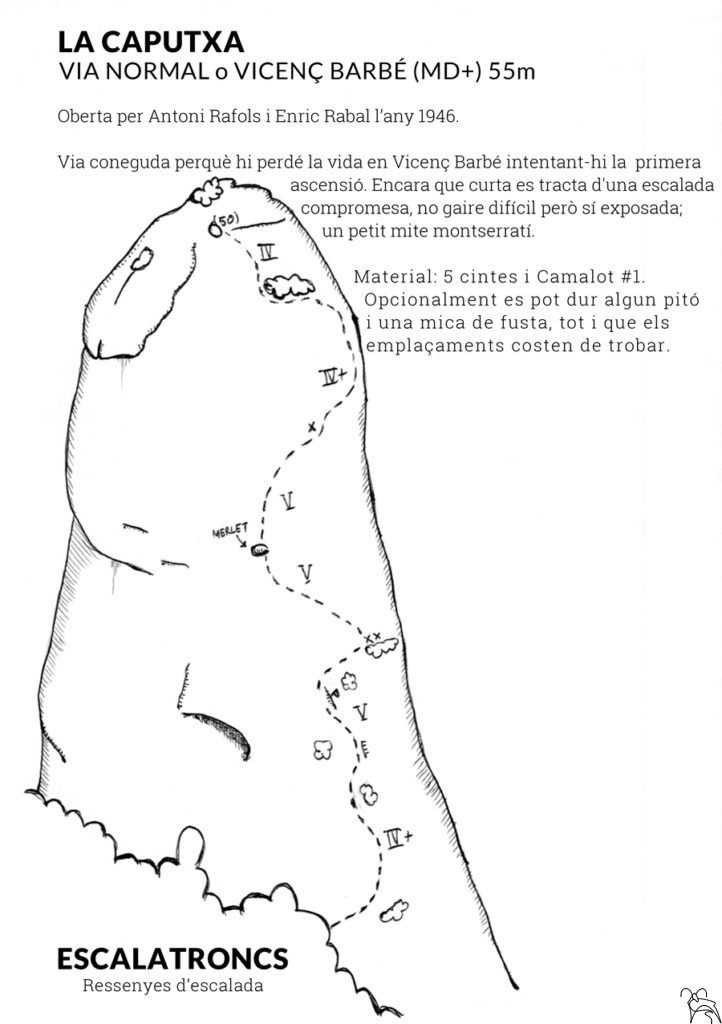 LA CAPUTXA
VIA NORMAL o VICENÇ BARBÉ (MD+) 55m
Oberta per Antoni Rafols i Enric Rabal l'any 1946.
Via coneguda perquè hi perdé la vida en Vicenç Barbé intentant-hi la primera
ascensió. Encara que curta es tracta d'una escalada
compromesa, no gaire difícil però sí exposada;
un petit mite montserratí.
Material: 5 cintes i Camalot #1.
Opcionalment es pot dur algun pitó
i una mica de fusta, tot i que els
emplaçaments costen de trobar.
(50)
IV
IV+
x
V
MERLET
V
xx
V
IV+
ESCALATRONCS
Ressenyes d'escalada